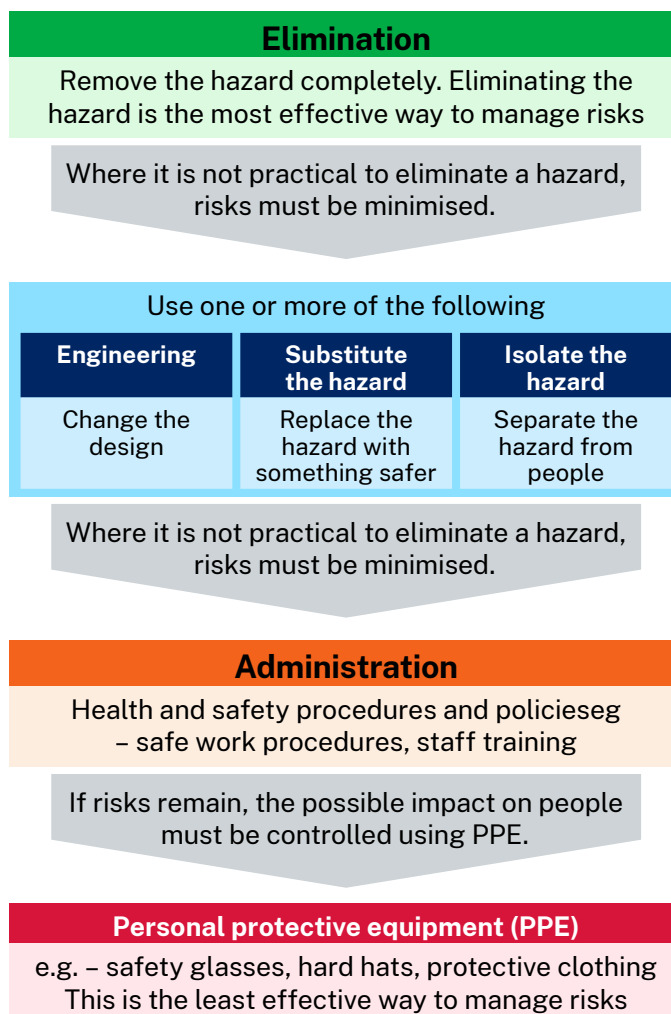 Elimination
Remove the hazard completely. Eliminating the
hazard is the most effective way to manage risks
Where it is not practical to eliminate a hazard,
risks must be minimised.
Use one or more of the following
Engineering
Change the
design
Substitute
the hazard
Replace the
hazard with
something safer
Isolate the
hazard
Separate the
hazard from
people
Where it is not practical to eliminate a hazard,
risks must be minimised.
Administration
Health and safety procedures and policieseg
– safe work procedures, staff training
If risks remain, the possible impact on people
must be controlled using PPE.
Personal protective equipment (PPE)
e.g. – safety glasses, hard hats, protective clothing
This is the least effective way to manage risks